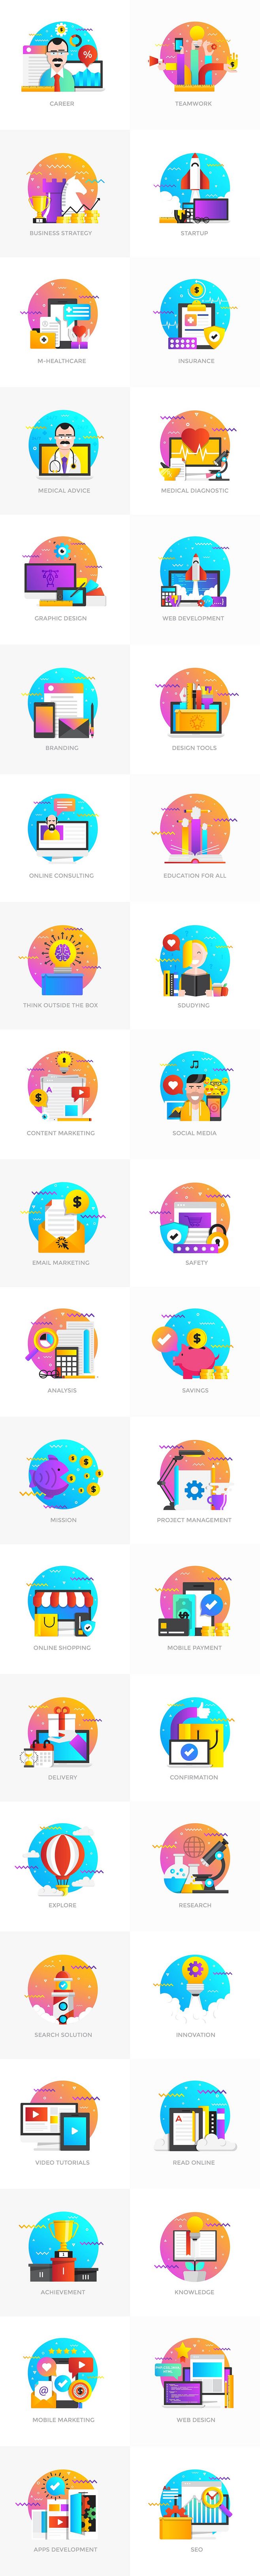 CAREER
TEAMWORK
BUSINESS STRATEGY
STARTUP
M-HEALTHCARE
INSURANCE
MEDICAL ADVICE
MEDICAL DIAGNOSTIC
GRAPHIC DESIGN
WEB DEVELOPMENT
BRANDING
DESIGN TOOLS
ONLINE CONSULTING
EDUCATION FOR ALL
THINK OUTSIDE THE BOX
SDUDYING
CONTENT MARKETING
SOCIAL MEDIA
EMAIL MARKETING
SAFETY
ANALYSIS
SAVINGS
MISSION
PROJECT MANAGEMENT
ONLINE SHOPPING
MOBILE PAYMENT
DELIVERY
CONFIRMATION
EXPLORE
RESEARCH
SEARCH SOLUTION
INNOVATION
VIDEO TUTORIALS
READ ONLINE
ACHIEVEMENT
KNOWLEDGE
MOBILE MARKETING
WEB DESIGN
APPS DEVELOPMENT
SEO